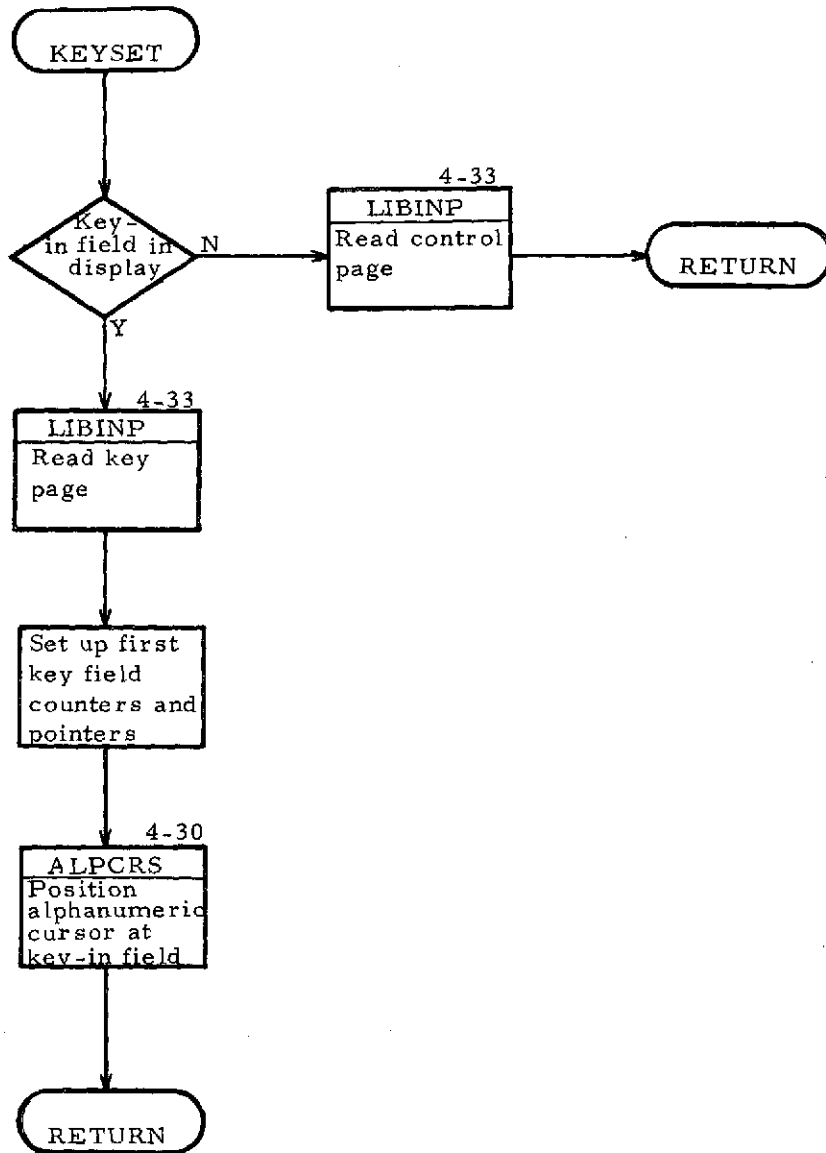 KEYSET
Key-
in field in
display
N
Y
4-33
LIBINP
Read control
page
RETURN
4-33
LIBINP
Read key
page
Set up first
key field
counters and
pointers
4-30
ALPCRS
Position
alphanumeric
cursor at
key-in field
RETURN